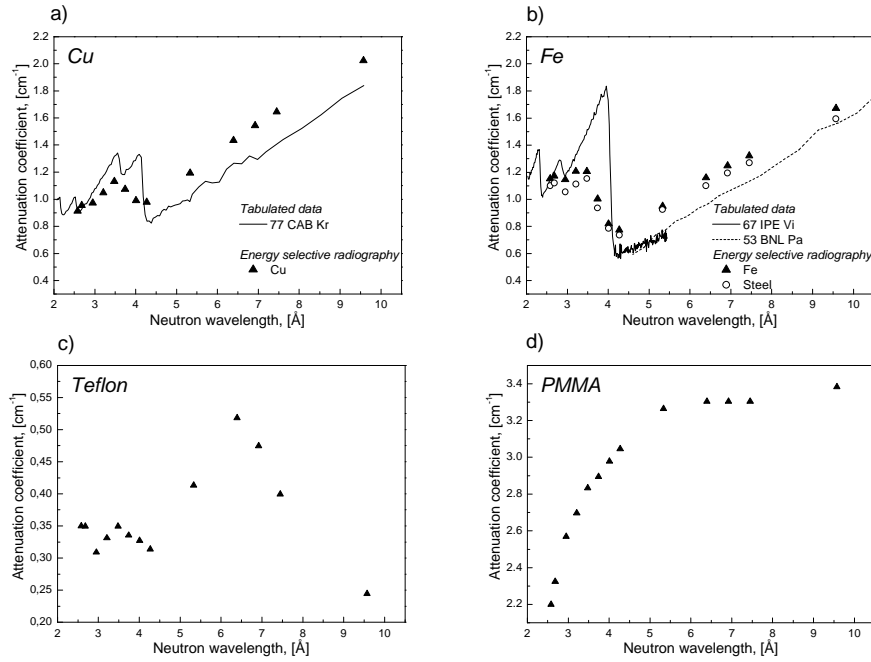 a)
Cu
2.2
2.0
1.8
1.6
1.4
1.2
1.0
0.8
0.6
0.4
Attenuation coefficient, [cm⁻¹]
2 3 4 5 6 7 8 9 10
Neutron wavelength, [Å]
Tabulated data
77 CAB Kr
Energy selective radiography
Cu
b)
Fe
2.2
2.0
1.8
1.6
1.4
1.2
1.0
0.8
0.6
0.4
Attenuation coefficient, [cm⁻¹]
2 3 4 5 6 7 8 9 10
Neutron wavelength, [Å]
Tabulated data
67 IPE Vi
53 BNL Pa
Energy selective radiography
Fe
Steel
c)
Teflon
0,60
0,55
0,50
0,45
0,40
0,35
0,30
0,25
0,20
Attenuation coefficient, [cm⁻¹]
2 3 4 5 6 7 8 9 10
Neutron wavelength, [Å]
d)
PMMA
3.4
3.2
3.0
2.8
2.6
2.4
2.2
Attenuation coefficient, [cm⁻¹]
2 3 4 5 6 7 8 9 10
Neutron wavelength, [Å]